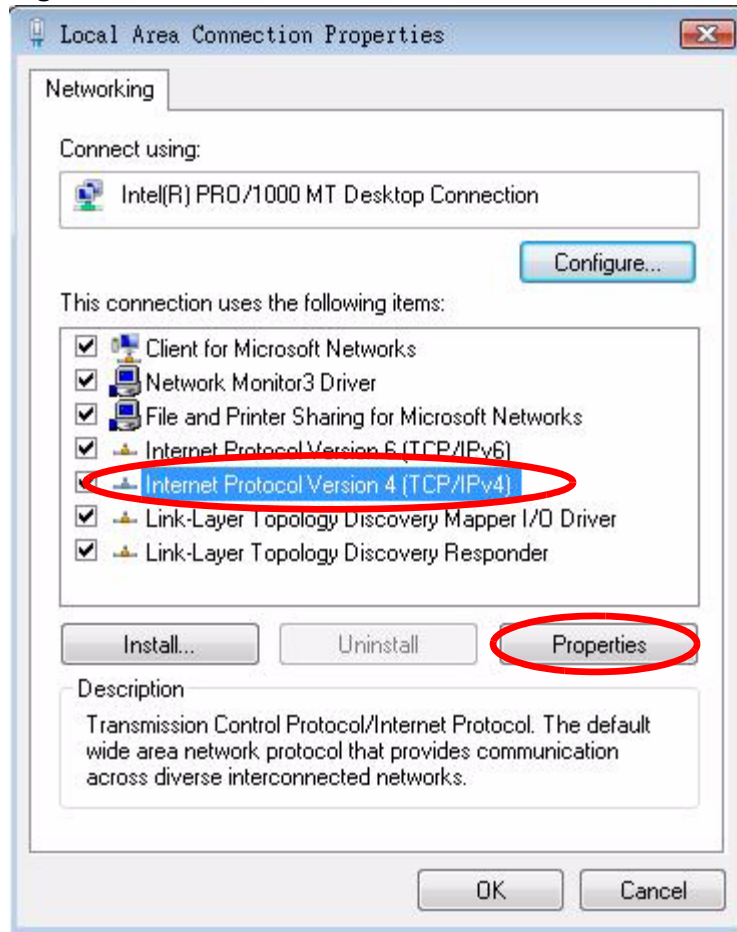 Local Area Connection Properties
Networking
Connect using:
Intel(R) PRO/1000 MT Desktop Connection
Configure...
This connection uses the following items:
Client for Microsoft Networks
Network Monitor3 Driver
File and Printer Sharing for Microsoft Networks
Internet Protocol Version 6 (TCP/IPv6)
Internet Protocol Version 4 (TCP/IPv4)
Link-Layer Topology Discovery Mapper I/O Driver
Link-Layer Topology Discovery Responder
Install...
Uninstall
Properties
Description
Transmission Control Protocol/Internet Protocol. The default
wide area network protocol that provides communication
across diverse interconnected networks.
OK
Cancel